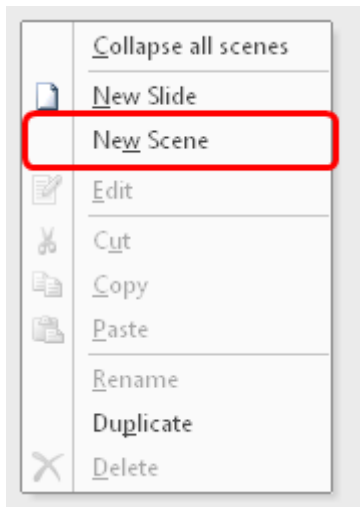 Collapse all scenes
New Slide
New Scene
Edit
Cut
Copy
Paste
Rename
Duplicate
Delete